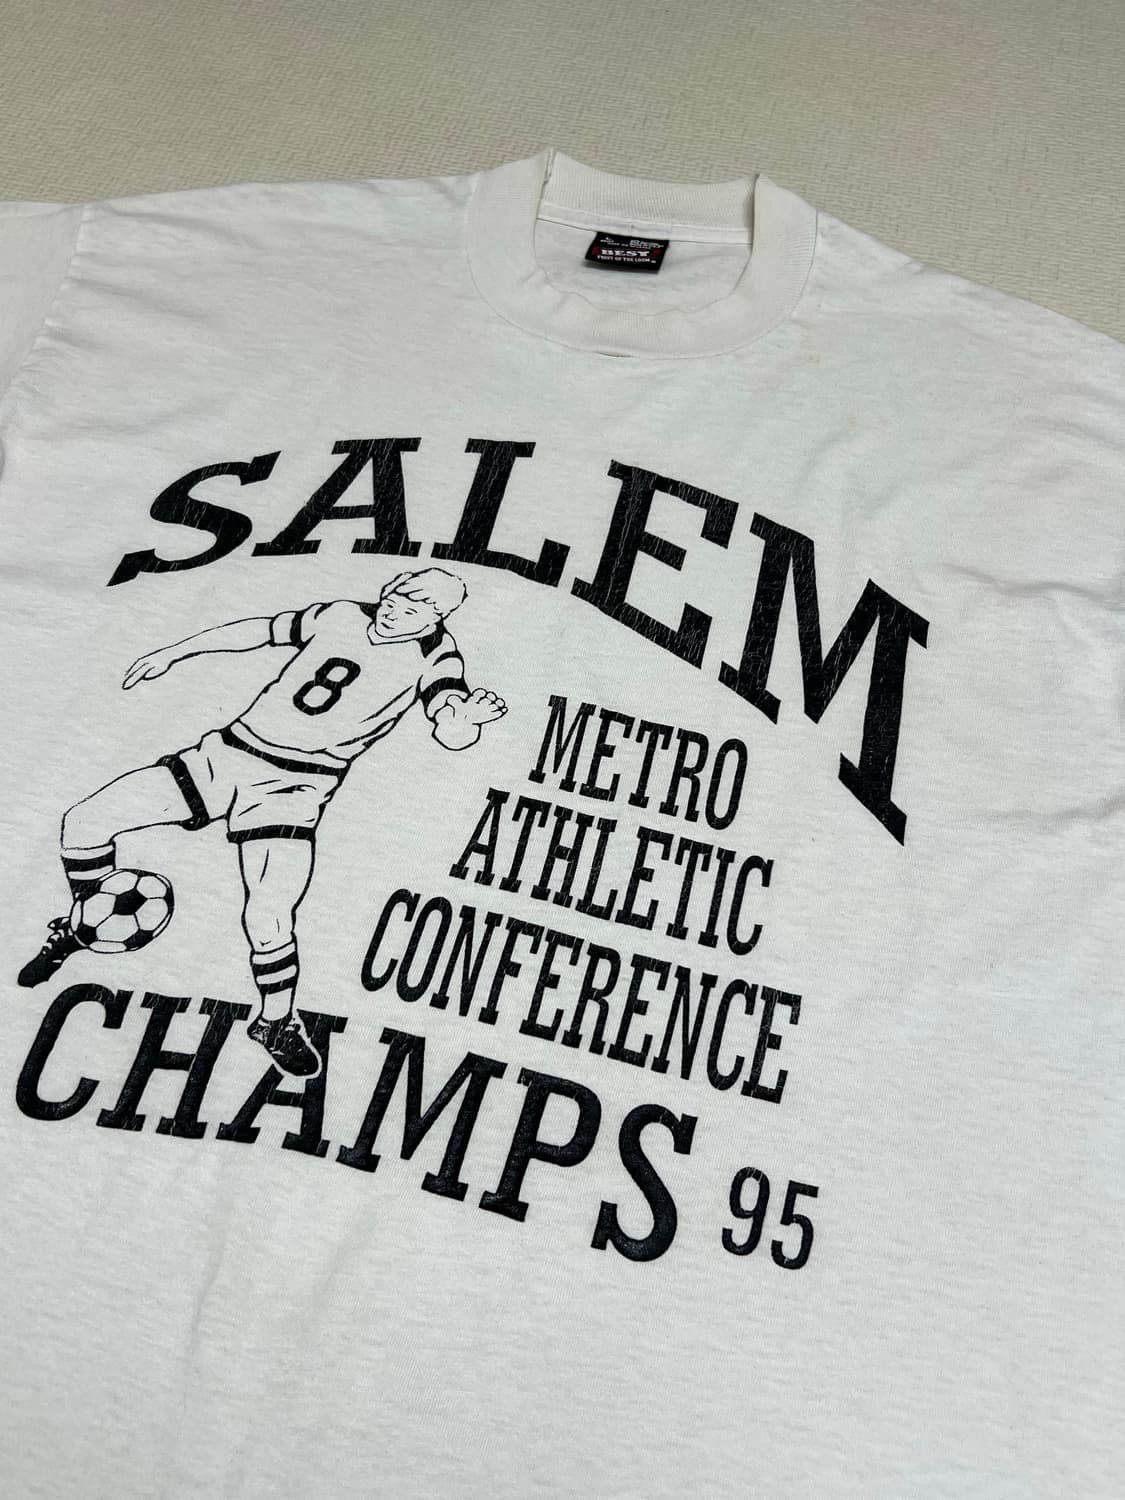 BEST
FRUIT OF THE LOOM
SALEM
8
METRO
ATHLETIC
CONFERENCE
CHAMPS 95